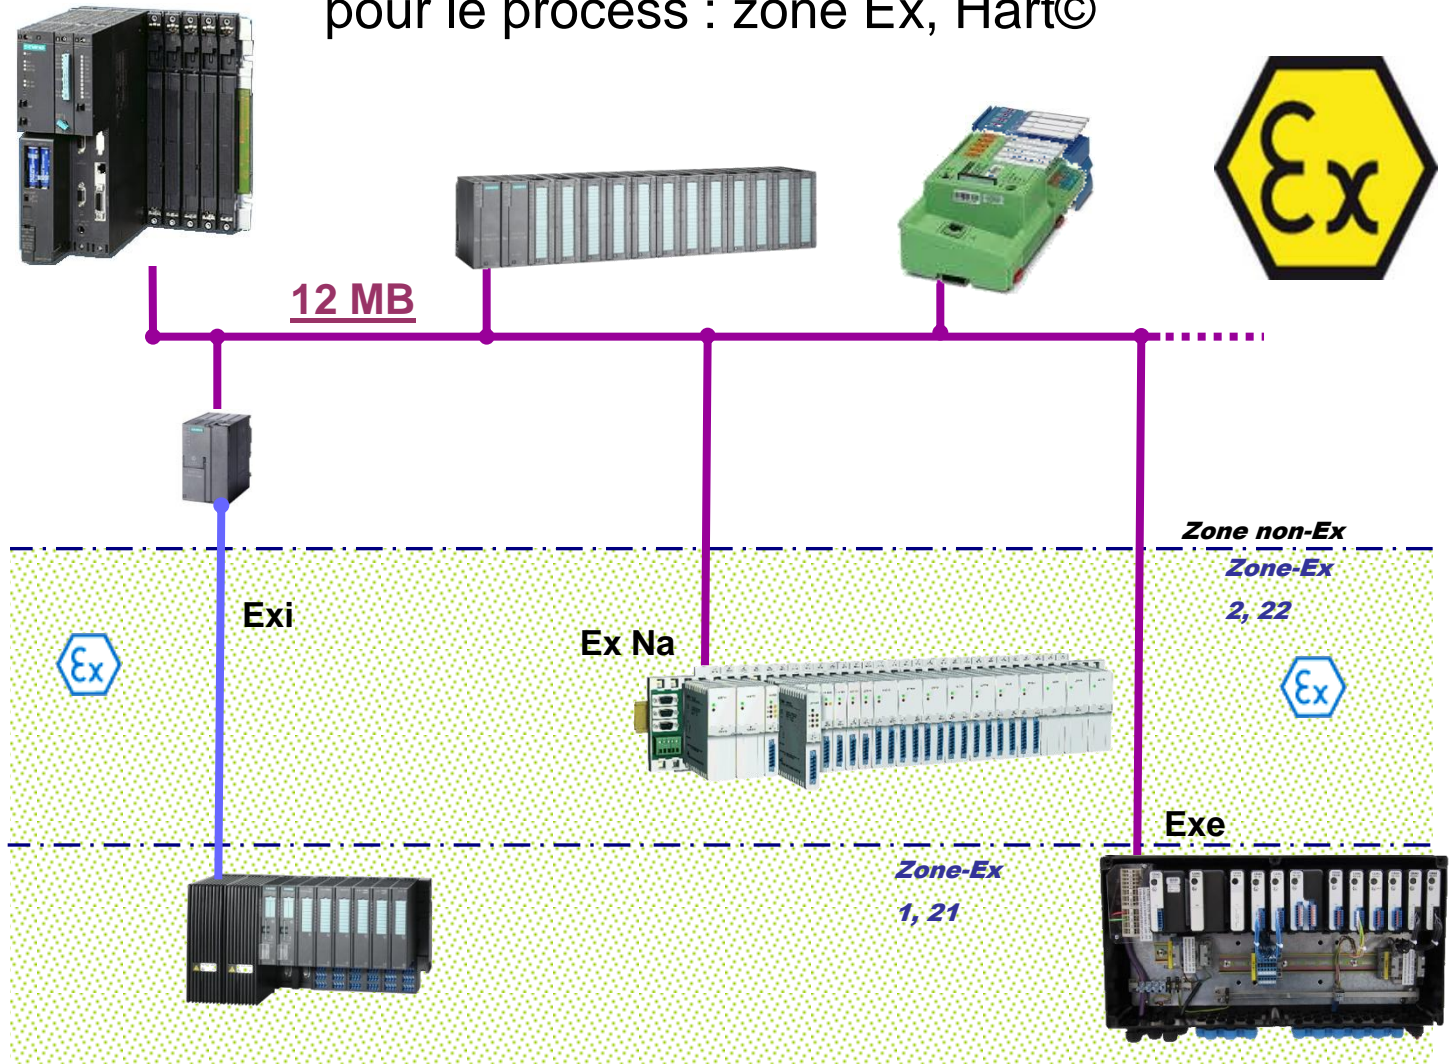 pour le process : zone Ex, Hart©
Ex
12 MB
Zone non-Ex
Zone-Ex
2, 22
Exi
Ex Na
Ex
Ex
Exe
Zone-Ex
1, 21